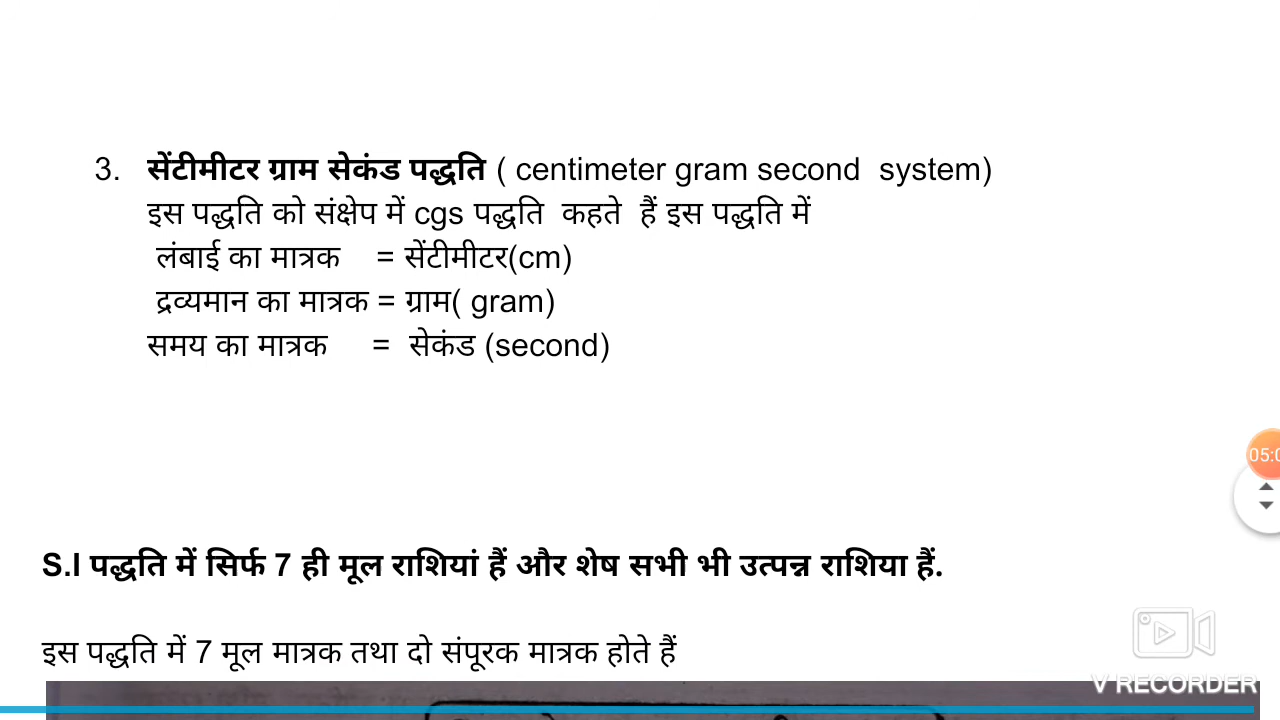 3. सेंटीमीटर ग्राम सेकंड पद्धति ( centimeter gram second system)
इस पद्धति को संक्षेप में cgs पद्धति कहते हैं इस पद्धति में
लंबाई का मात्रक = सेंटीमीटर(cm)
द्रव्यमान का मात्रक = ग्राम( gram)
समय का मात्रक = सेकंड (second)
05:0
S.I पद्धति में सिर्फ 7 ही मूल राशियां हैं और शेष सभी भी उत्पन्न राशिया हैं.
इस पद्धति में 7 मूल मात्रक तथा दो संपूरक मात्रक होते हैं
V RECORDER